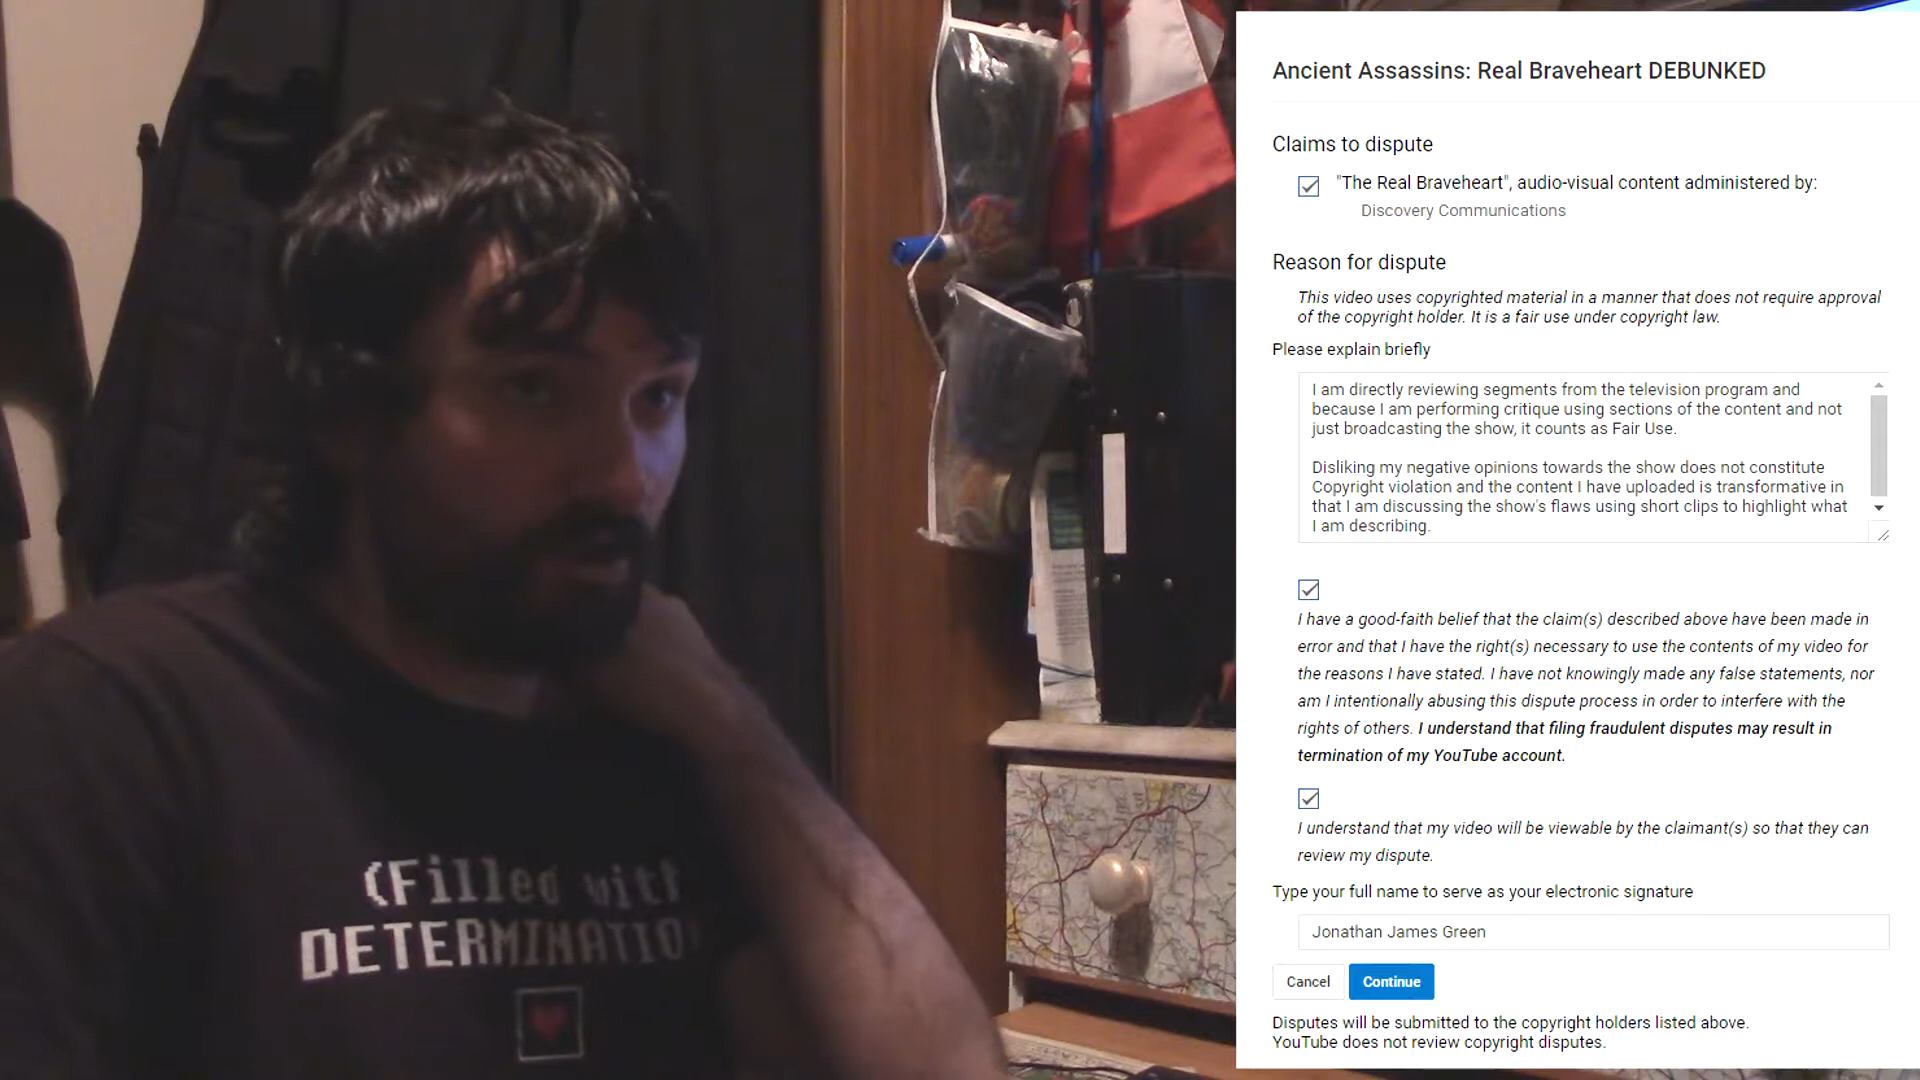 Ancient Assassins: Real Braveheart DEBUNKED
Claims to dispute
"The Real Braveheart", audio-visual content administered by:
Discovery Communications
Reason for dispute
This video uses copyrighted material in a manner that does not require approval
of the copyright holder. It is a fair use under copyright law.
Please explain briefly
I am directly reviewing segments from the television program and
because I am performing critique using sections of the content and not
just broadcasting the show, it counts as Fair Use.
Disliking my negative opinions towards the show does not constitute
Copyright violation and the content I have uploaded is transformative in
that I am discussing the show's flaws using short clips to highlight what
I am describing.
I have a good-faith belief that the claim(s) described above have been made in
error and that I have the right(s) necessary to use the contents of my video for
the reasons I have stated. I have not knowingly made any false statements, nor
am I intentionally abusing this dispute process in order to interfere with the
rights of others. I understand that filing fraudulent disputes may result in
termination of my YouTube account.
I understand that my video will be viewable by the claimant(s) so that they can
review my dispute.
Type your full name to serve as your electronic signature
Jonathan James Green
Cancel Continue
Disputes will be submitted to the copyright holders listed above.
YouTube does not review copyright disputes.
(Filled with
DETERMINATIO